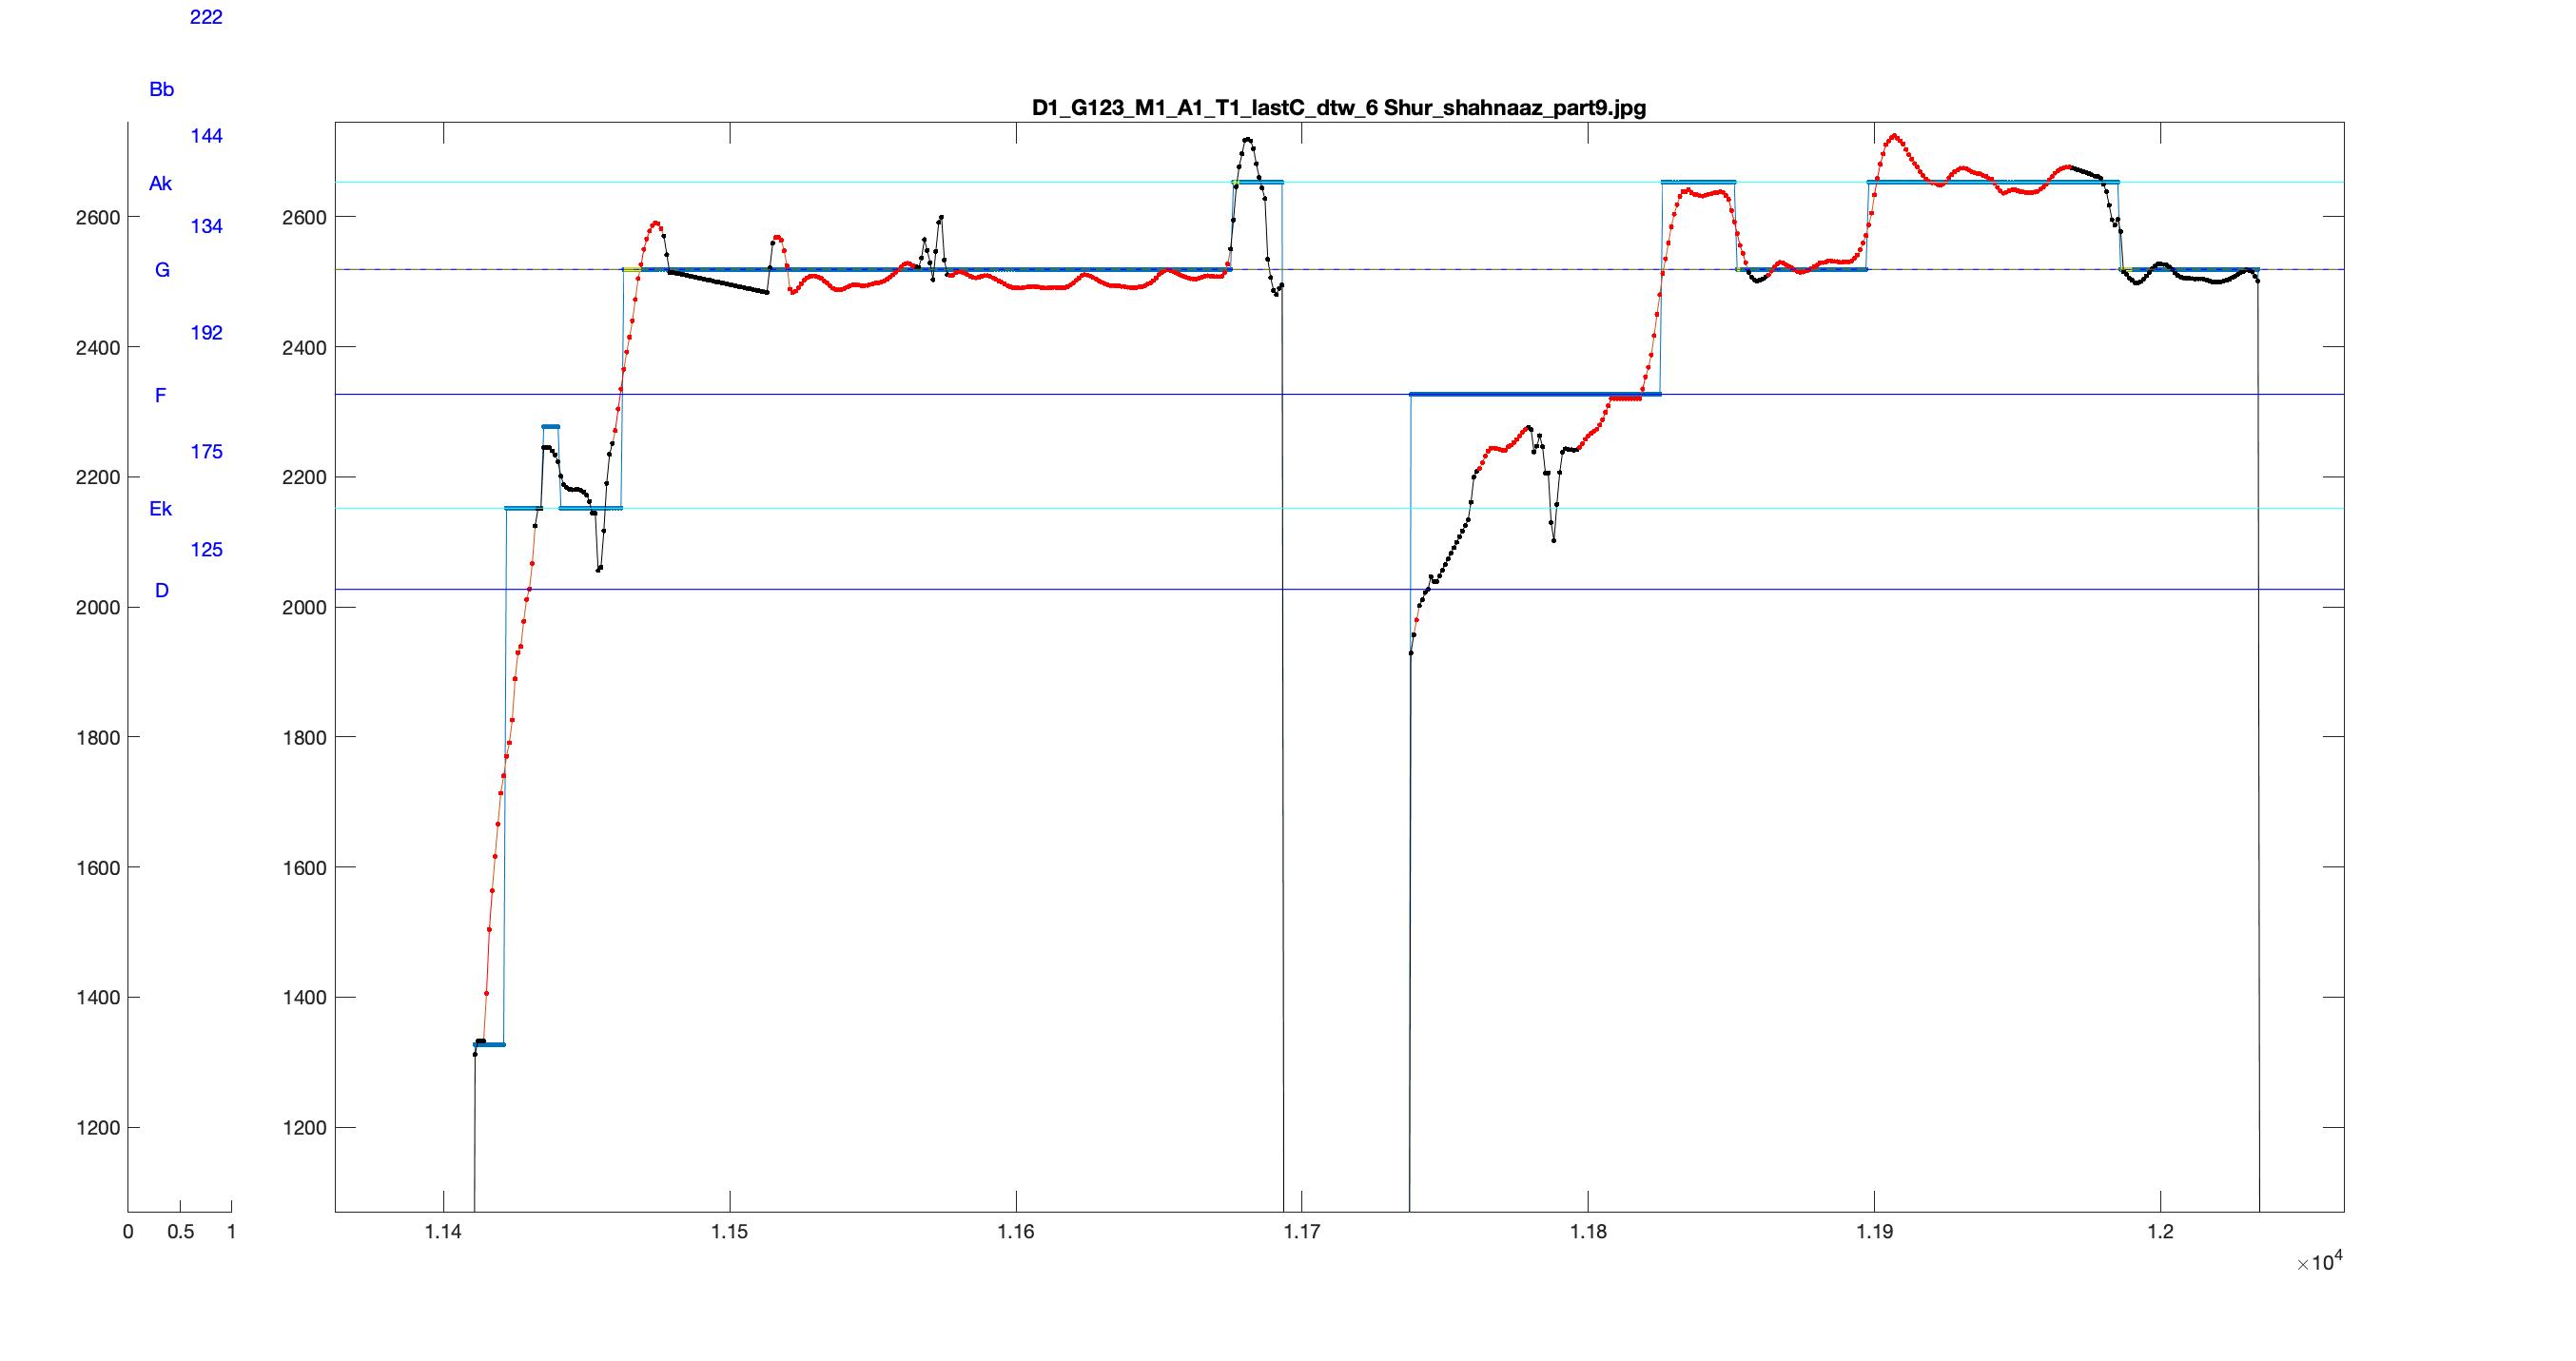 222
Bb
D1_G123_M1_A1_T1_lastC_dtw_6 Shur_shahnaaz_part9.jpg
144
Ak
2600 134 2600
G
192
2400 2400
F
175
2200 2200
Ek
125
D
2000 2000
1800 1800
1600 1600
1400 1400
1200 1200
0 0.5 1 1.14 1.15 1.16 1.17 1.18 1.19 1.2
×10^4